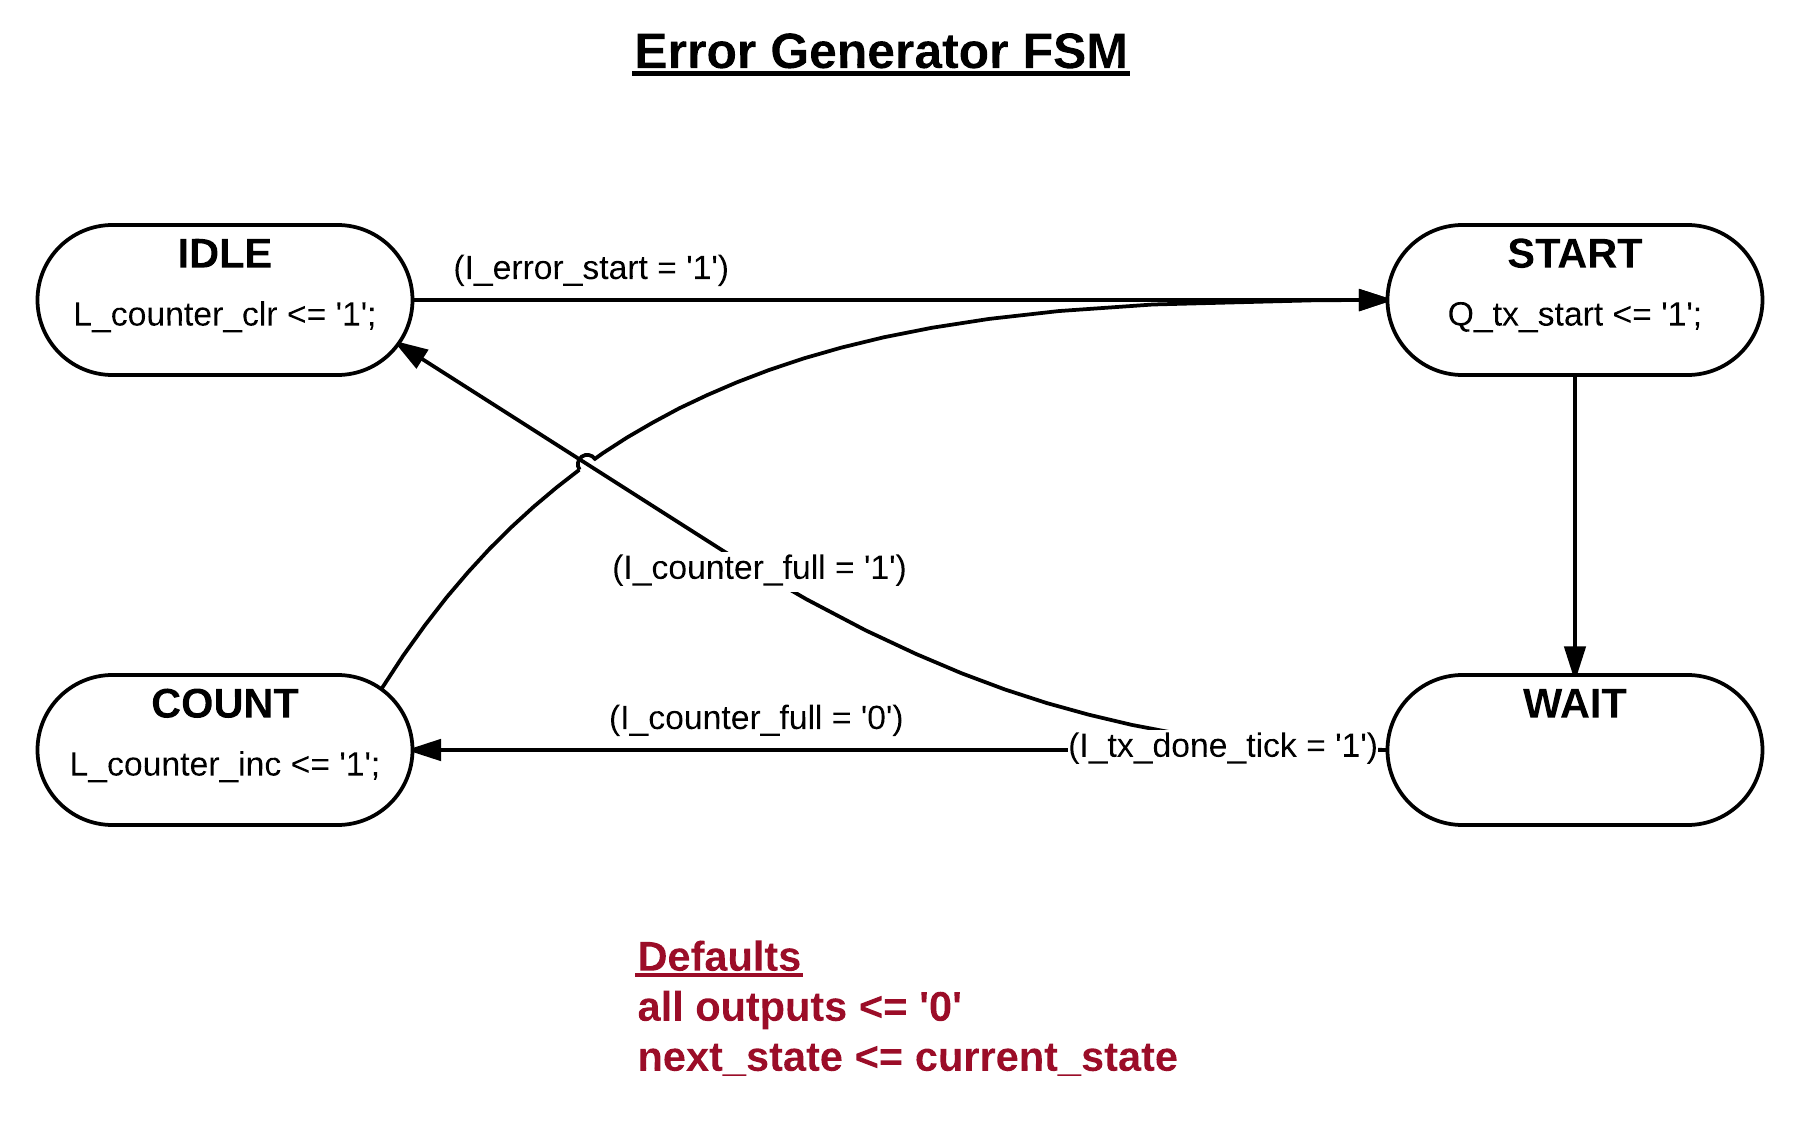 Error Generator FSM
IDLE
L_counter_clr <= '1';
(I_error_start = '1')
START
Q_tx_start <= '1';
(I_counter_full = '1')
COUNT
L_counter_inc <= '1';
(I_counter_full = '0')
(I_tx_done_tick = '1')
WAIT
Defaults
all outputs <= '0'
next_state <= current_state